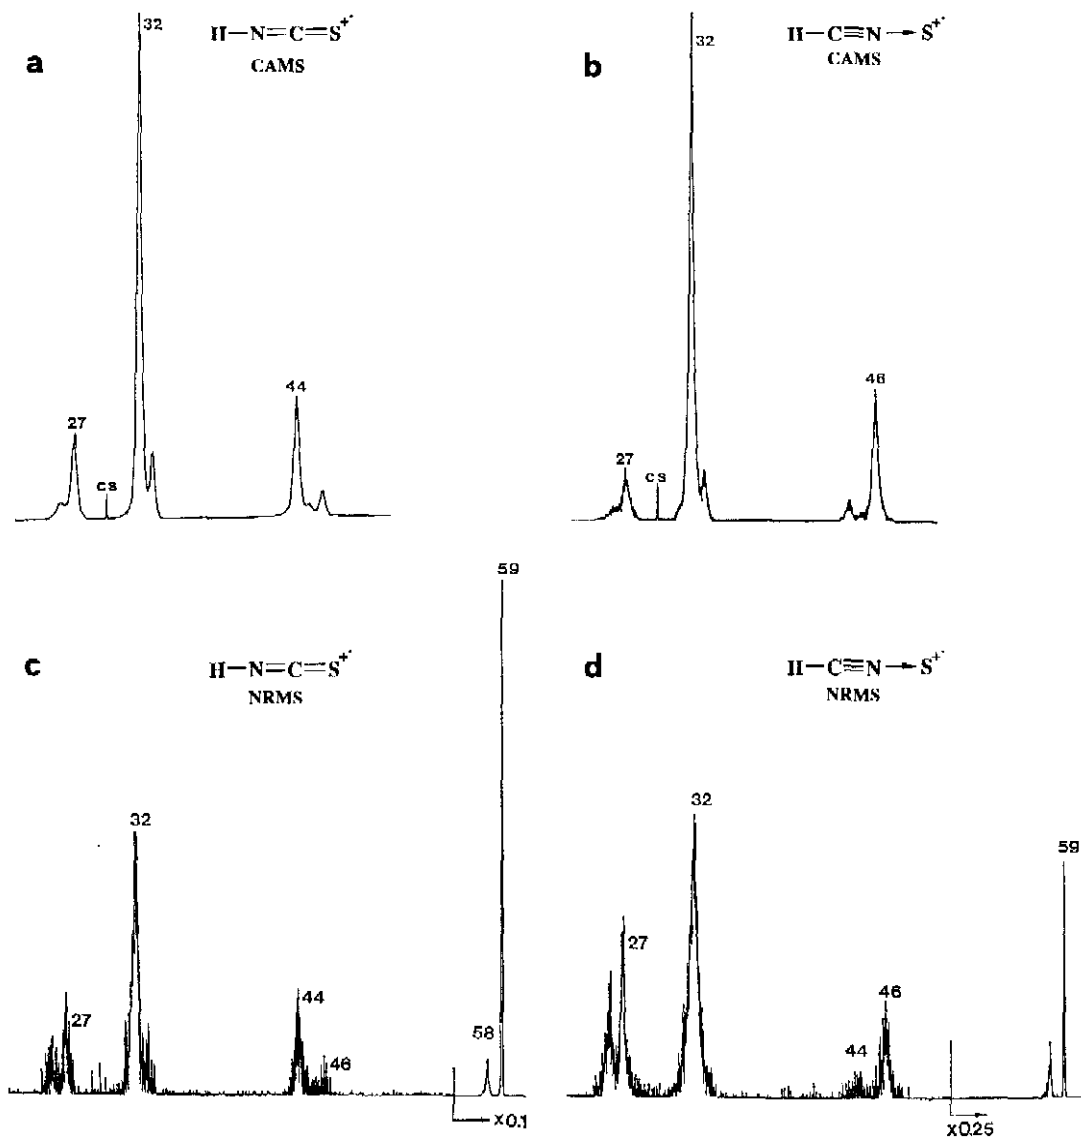 a
32
H—N=C=S+·
CAMS
27
cs
44
b
32
H—C≡N→S+·
CAMS
27
cs
46
c
H—N=C=S+·
NRMS
27
32
44
46
58
59
x0.1
d
H—C≡N→S+·
NRMS
27
32
44
46
59
x0.25